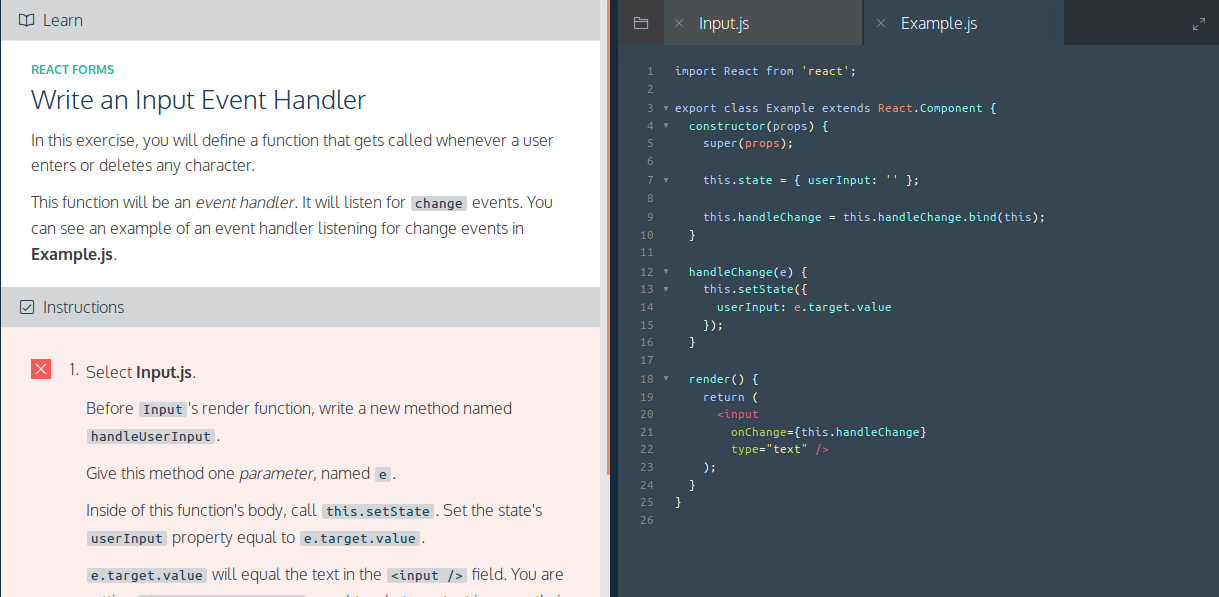 Learn
REACT FORMS
Write an Input Event Handler
In this exercise, you will define a function that gets called whenever a user
enters or deletes any character.
This function will be an event handler. It will listen for change events. You
can see an example of an event handler listening for change events in
Example.js.
Instructions
1. Select Input.js.
Before Input's render function, write a new method named
handleUserInput.
Give this method one parameter, named e.
Inside of this function's body, call this.setState. Set the state's
userInput property equal to e.target.value.
e.target.value will equal the text in the <input /> field. You are
Input.js
Example.js
1 import React from 'react';
2
3 export class Example extends React.Component {
4 constructor(props) {
5 super(props);
6
7 this.state = { userInput: '' };
8
9 this.handleChange = this.handleChange.bind(this);
10 }
11
12 handleChange(e) {
13 this.setState({
14 userInput: e.target.value
15 });
16 }
17
18 render() {
19 return (
20 <input
21 onChange={this.handleChange}
22 type="text" />
23 );
24 }
25 }
26